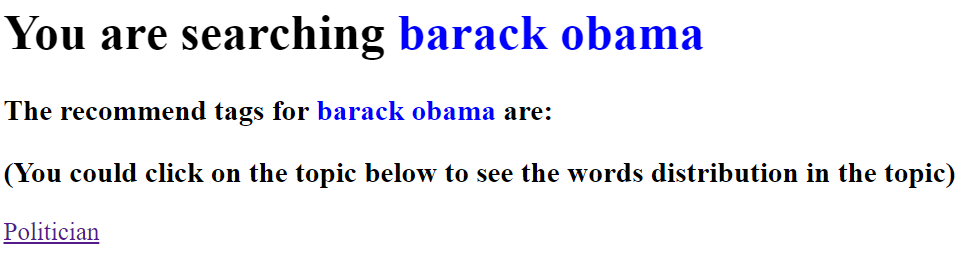 You are searching barack obama
The recommend tags for barack obama are:
(You could click on the topic below to see the words distribution in the topic)
Politician